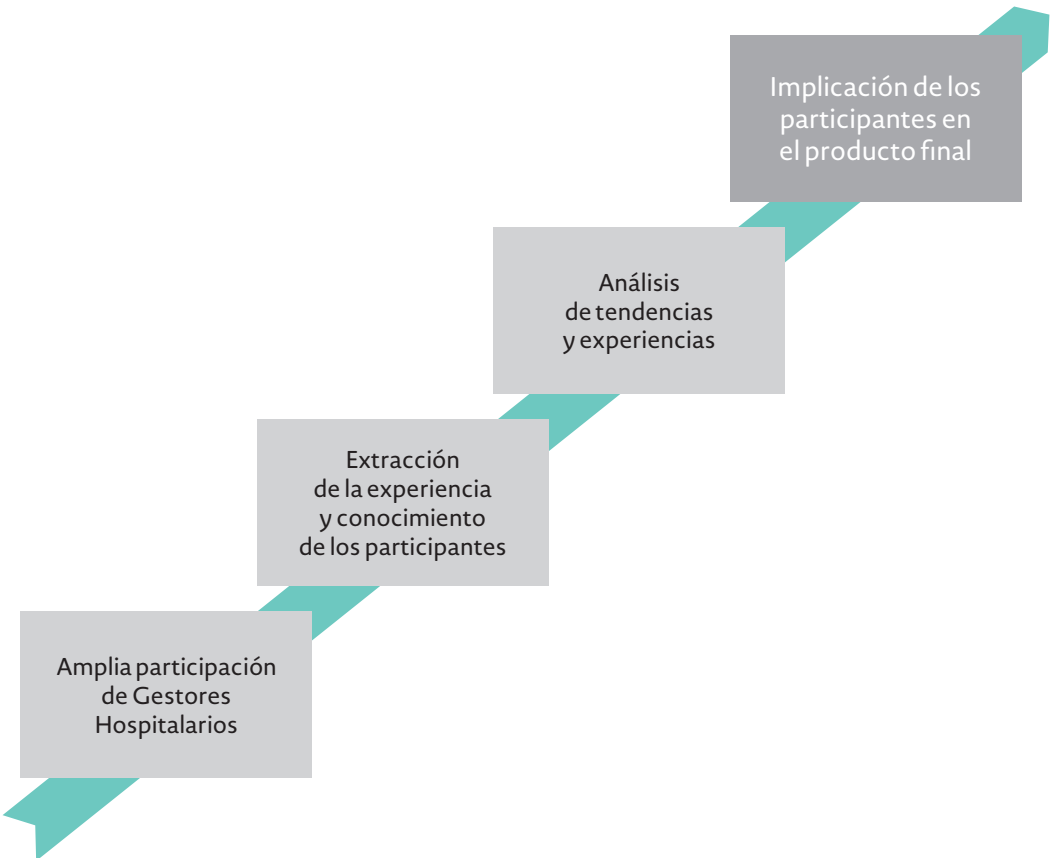 Implicación de los
participantes en
el producto final
Análisis
de tendencias
y experiencias
Extracción
de la experiencia
y conocimiento
de los participantes
Amplia participación
de Gestores
Hospitalarios